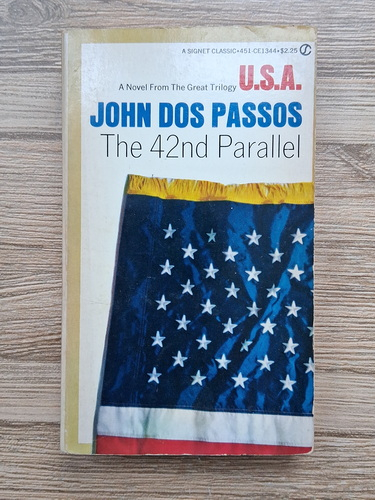 A SIGNET CLASSIC•451-CE1344•$2.25
A Novel From The Great Trilogy U.S.A.
JOHN DOS PASSOS
The 42nd Parallel